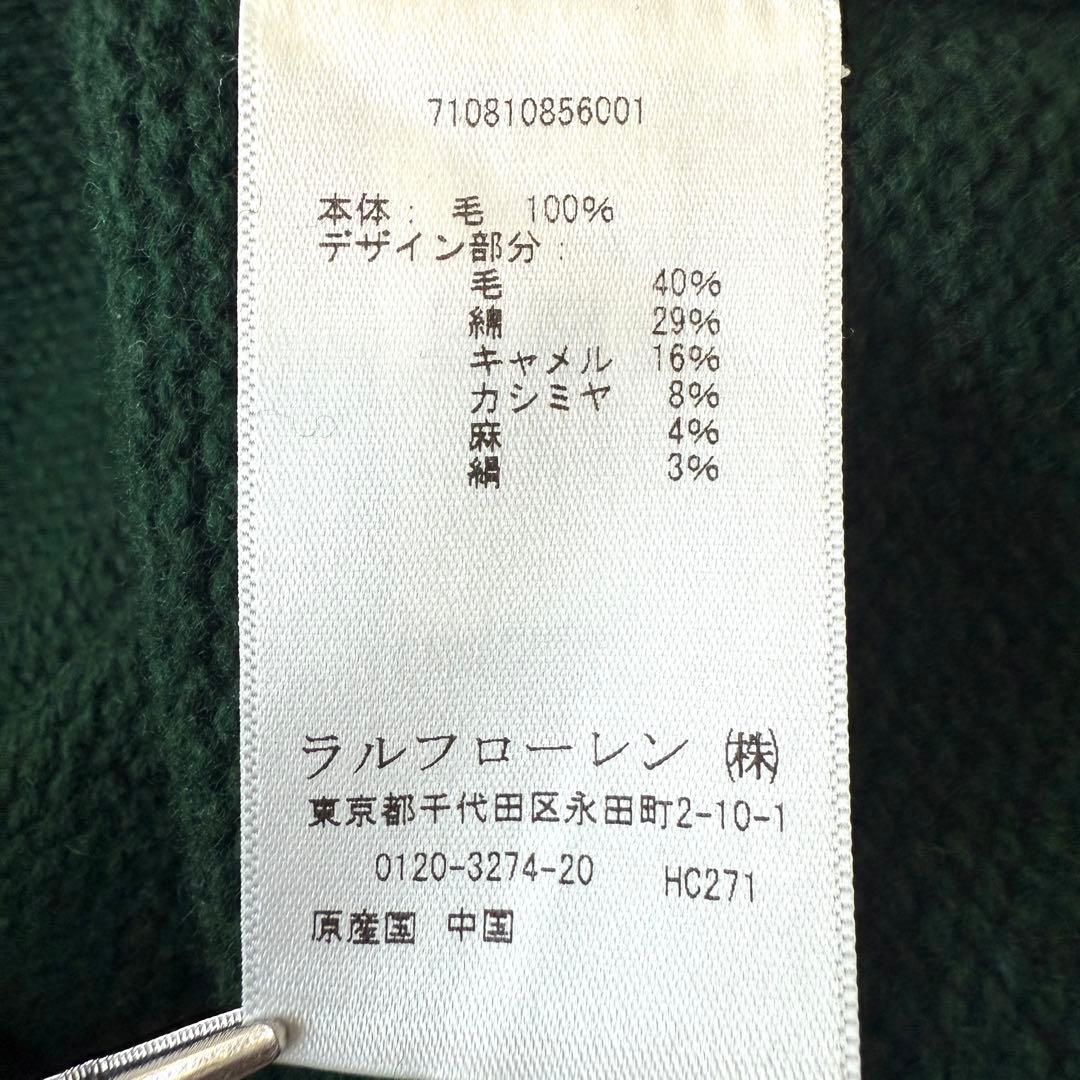 710810856001
本体: 毛 100%
デザイン部分:
毛 40%
綿 29%
キャメル 16%
カシミヤ 8%
麻 4%
絹 3%
ラルフローレン ㈱
東京都千代田区永田町2-10-1
0120-3274-20 HC271
原産国 中国